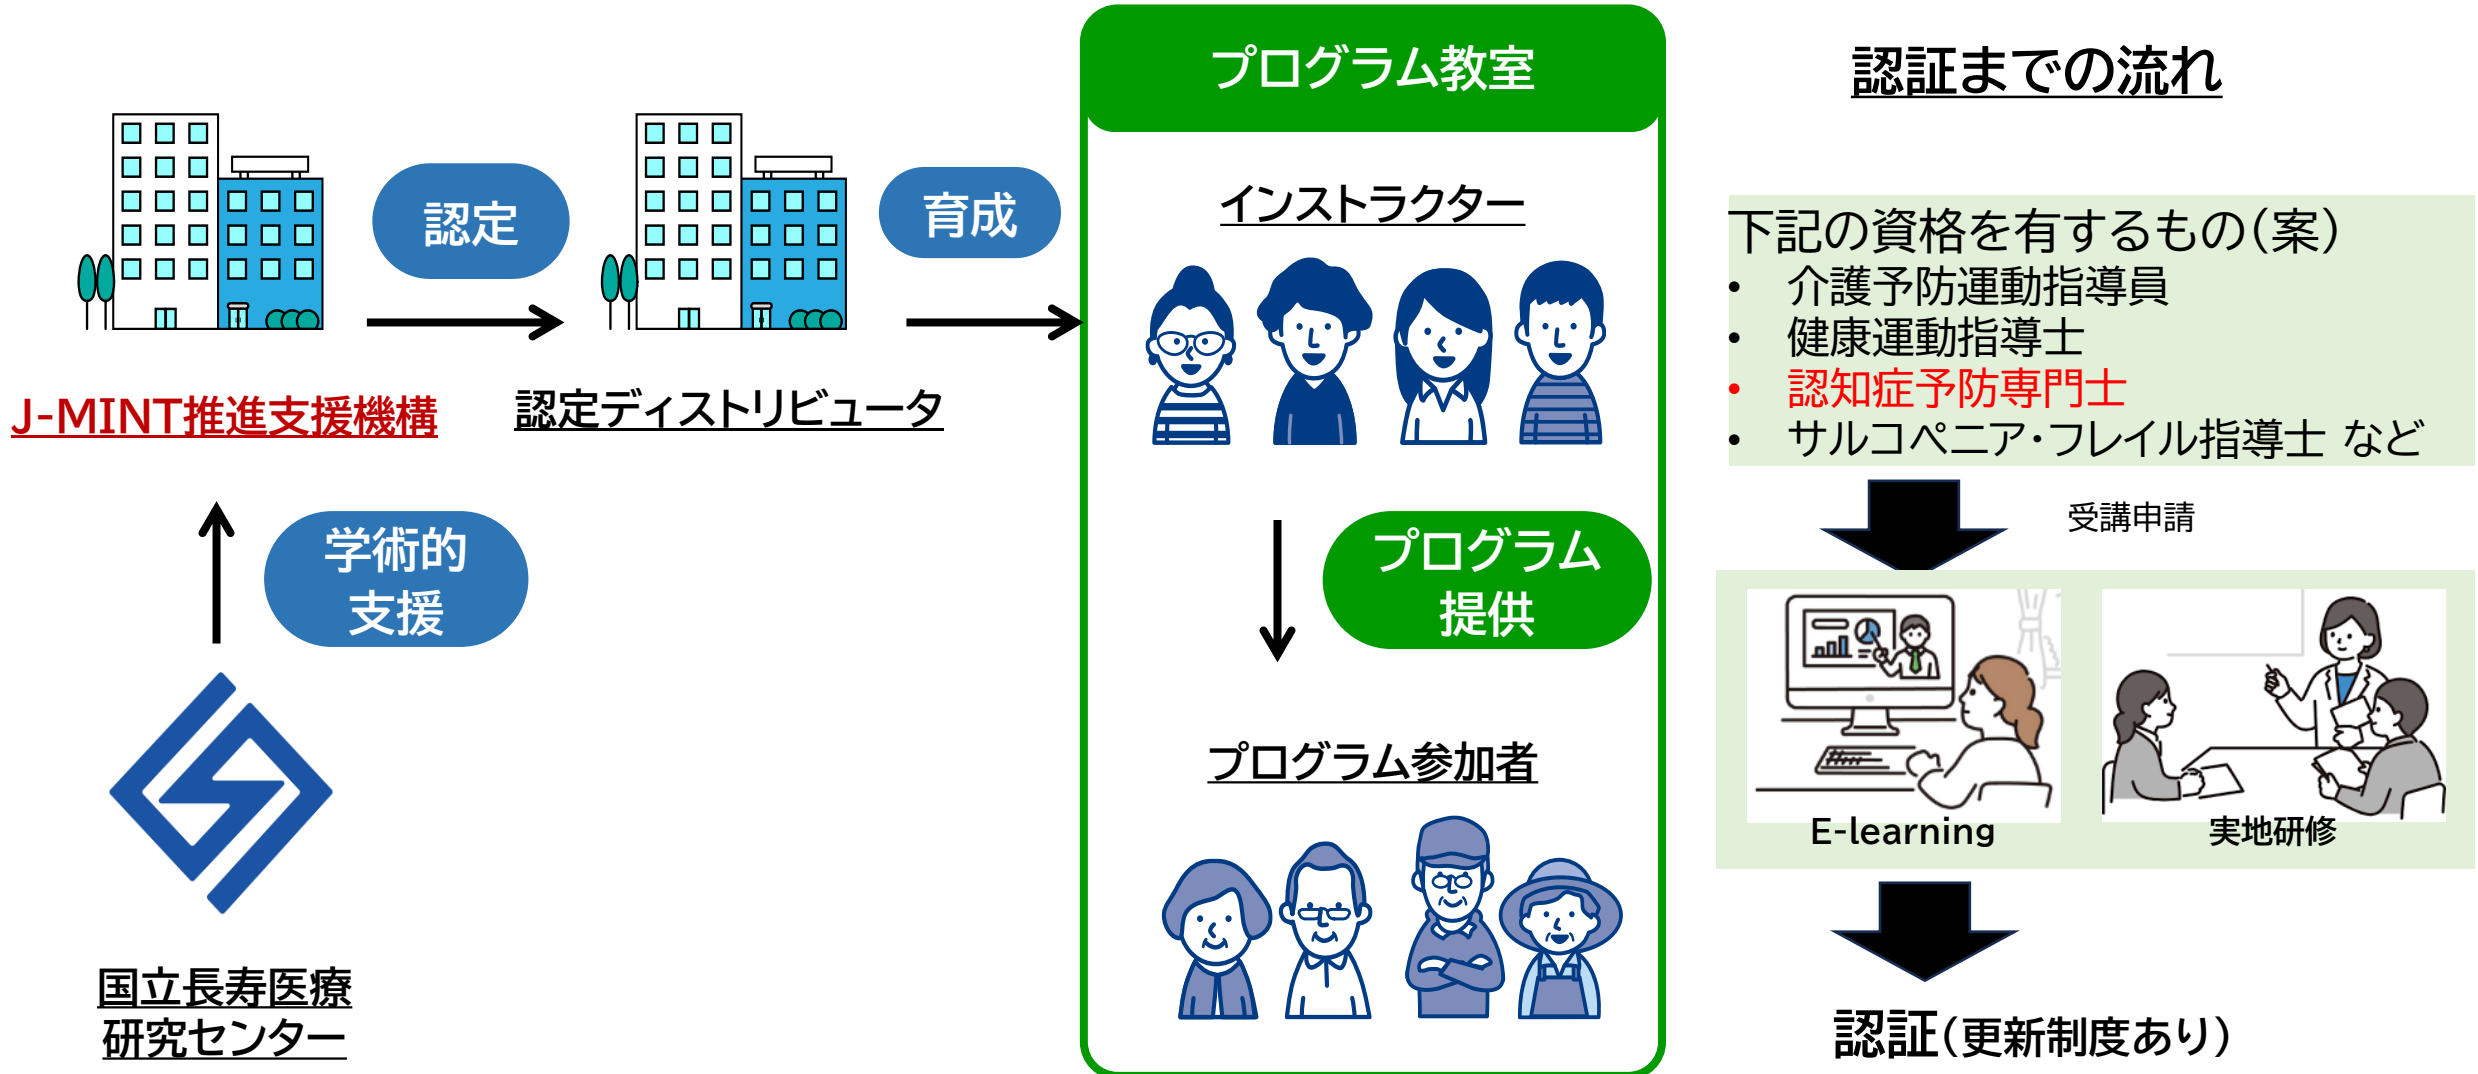 認定
J-MINT推進支援機構
育成
認定ディストリビュータ
学術的
支援
国立長寿医療
研究センター
プログラム教室
インストラクター
プログラム
提供
プログラム参加者
認証までの流れ
下記の資格を有するもの(案)
• 介護予防運動指導員
• 健康運動指導士
• 認知症予防専門士
• サルコペニア・フレイル指導士 など
受講申請
E-learning
実地研修
認証(更新制度あり)